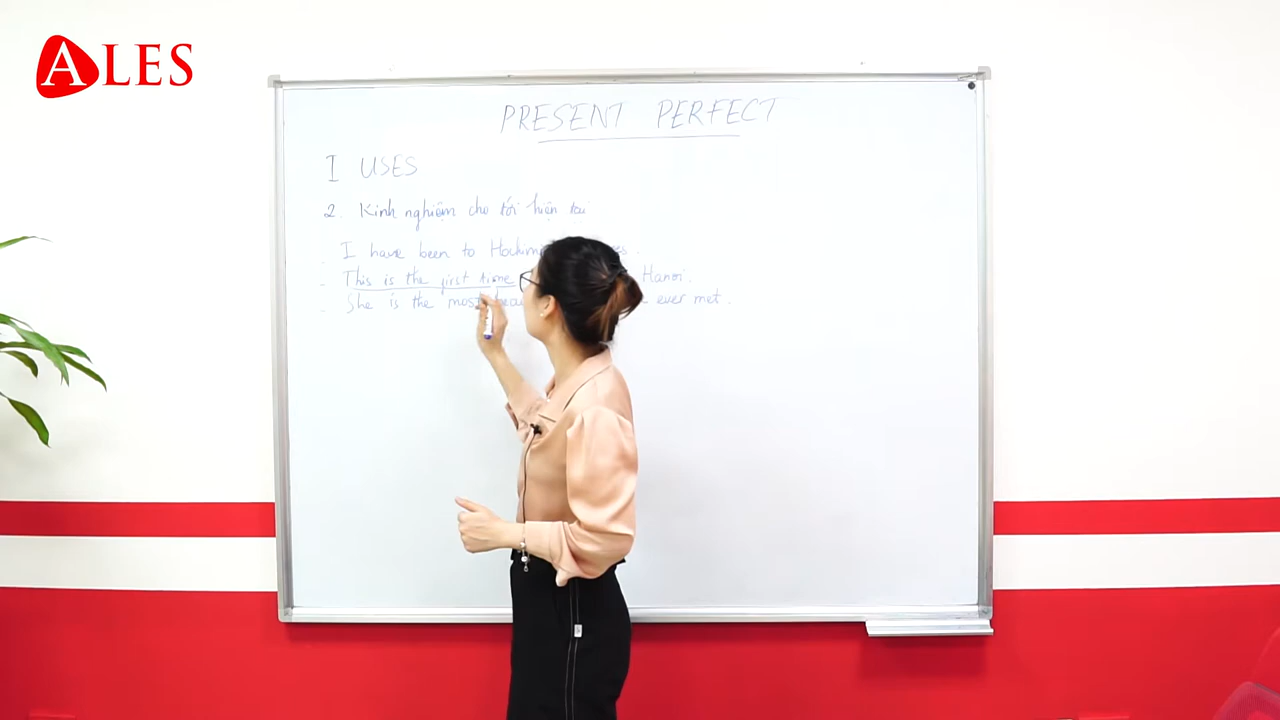 ALES
PRESENT PERFECT
I USES
2. Kinh nghiệm cho tới hiện tại
. I have been to
- This is the first time Hanoi.
. She is the most ever met.